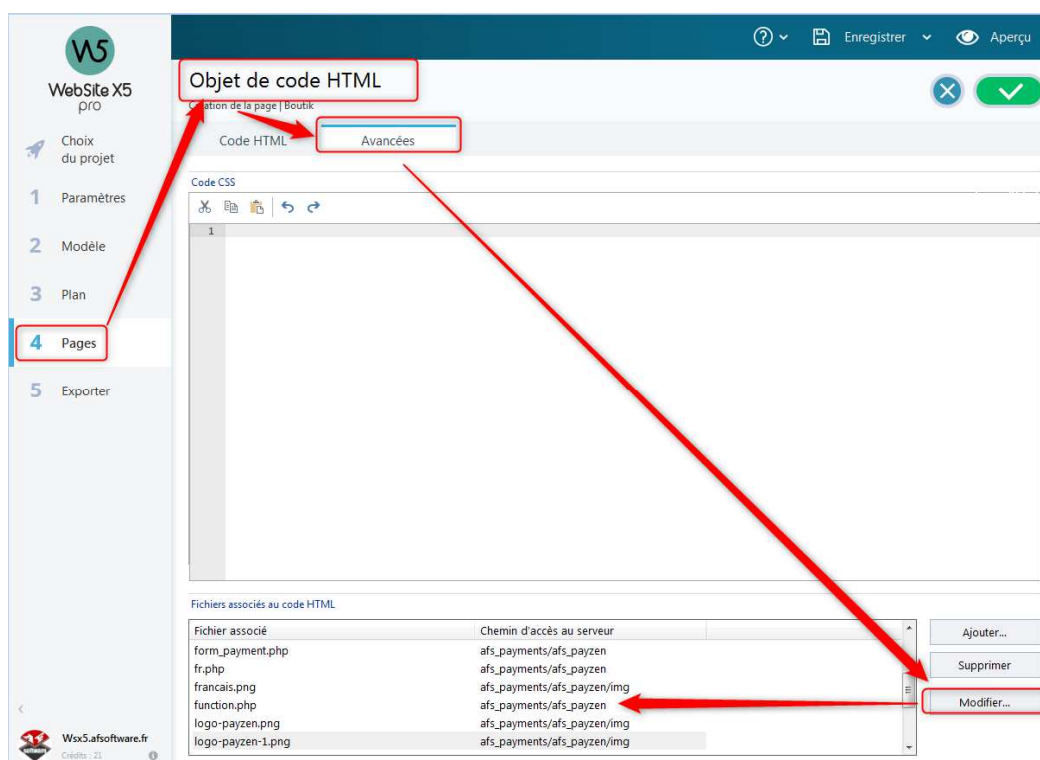 Enregistrer
Aperçu
W5
WebSite X5
pro
Objet de code HTML
Création de la page | Boutik
Choix
du projet
Code HTML
Avancées
1 Paramètres
Code CSS
1
2 Modèle
3 Plan
4 Pages
5 Exporter
Fichiers associés au code HTML
Fichier associé Chemin d'accès au serveur
form_payment.php afs_payments/afs_payzen
fr.php afs_payments/afs_payzen
francais.png afs_payments/afs_payzen/img
function.php afs_payments/afs_payzen
logo-payzen.png afs_payments/afs_payzen/img
logo-payzen-1.png afs_payments/afs_payzen/img
Ajouter...
Supprimer
Modifier...
Wsx5.afsoftware.fr
Crédits : 21